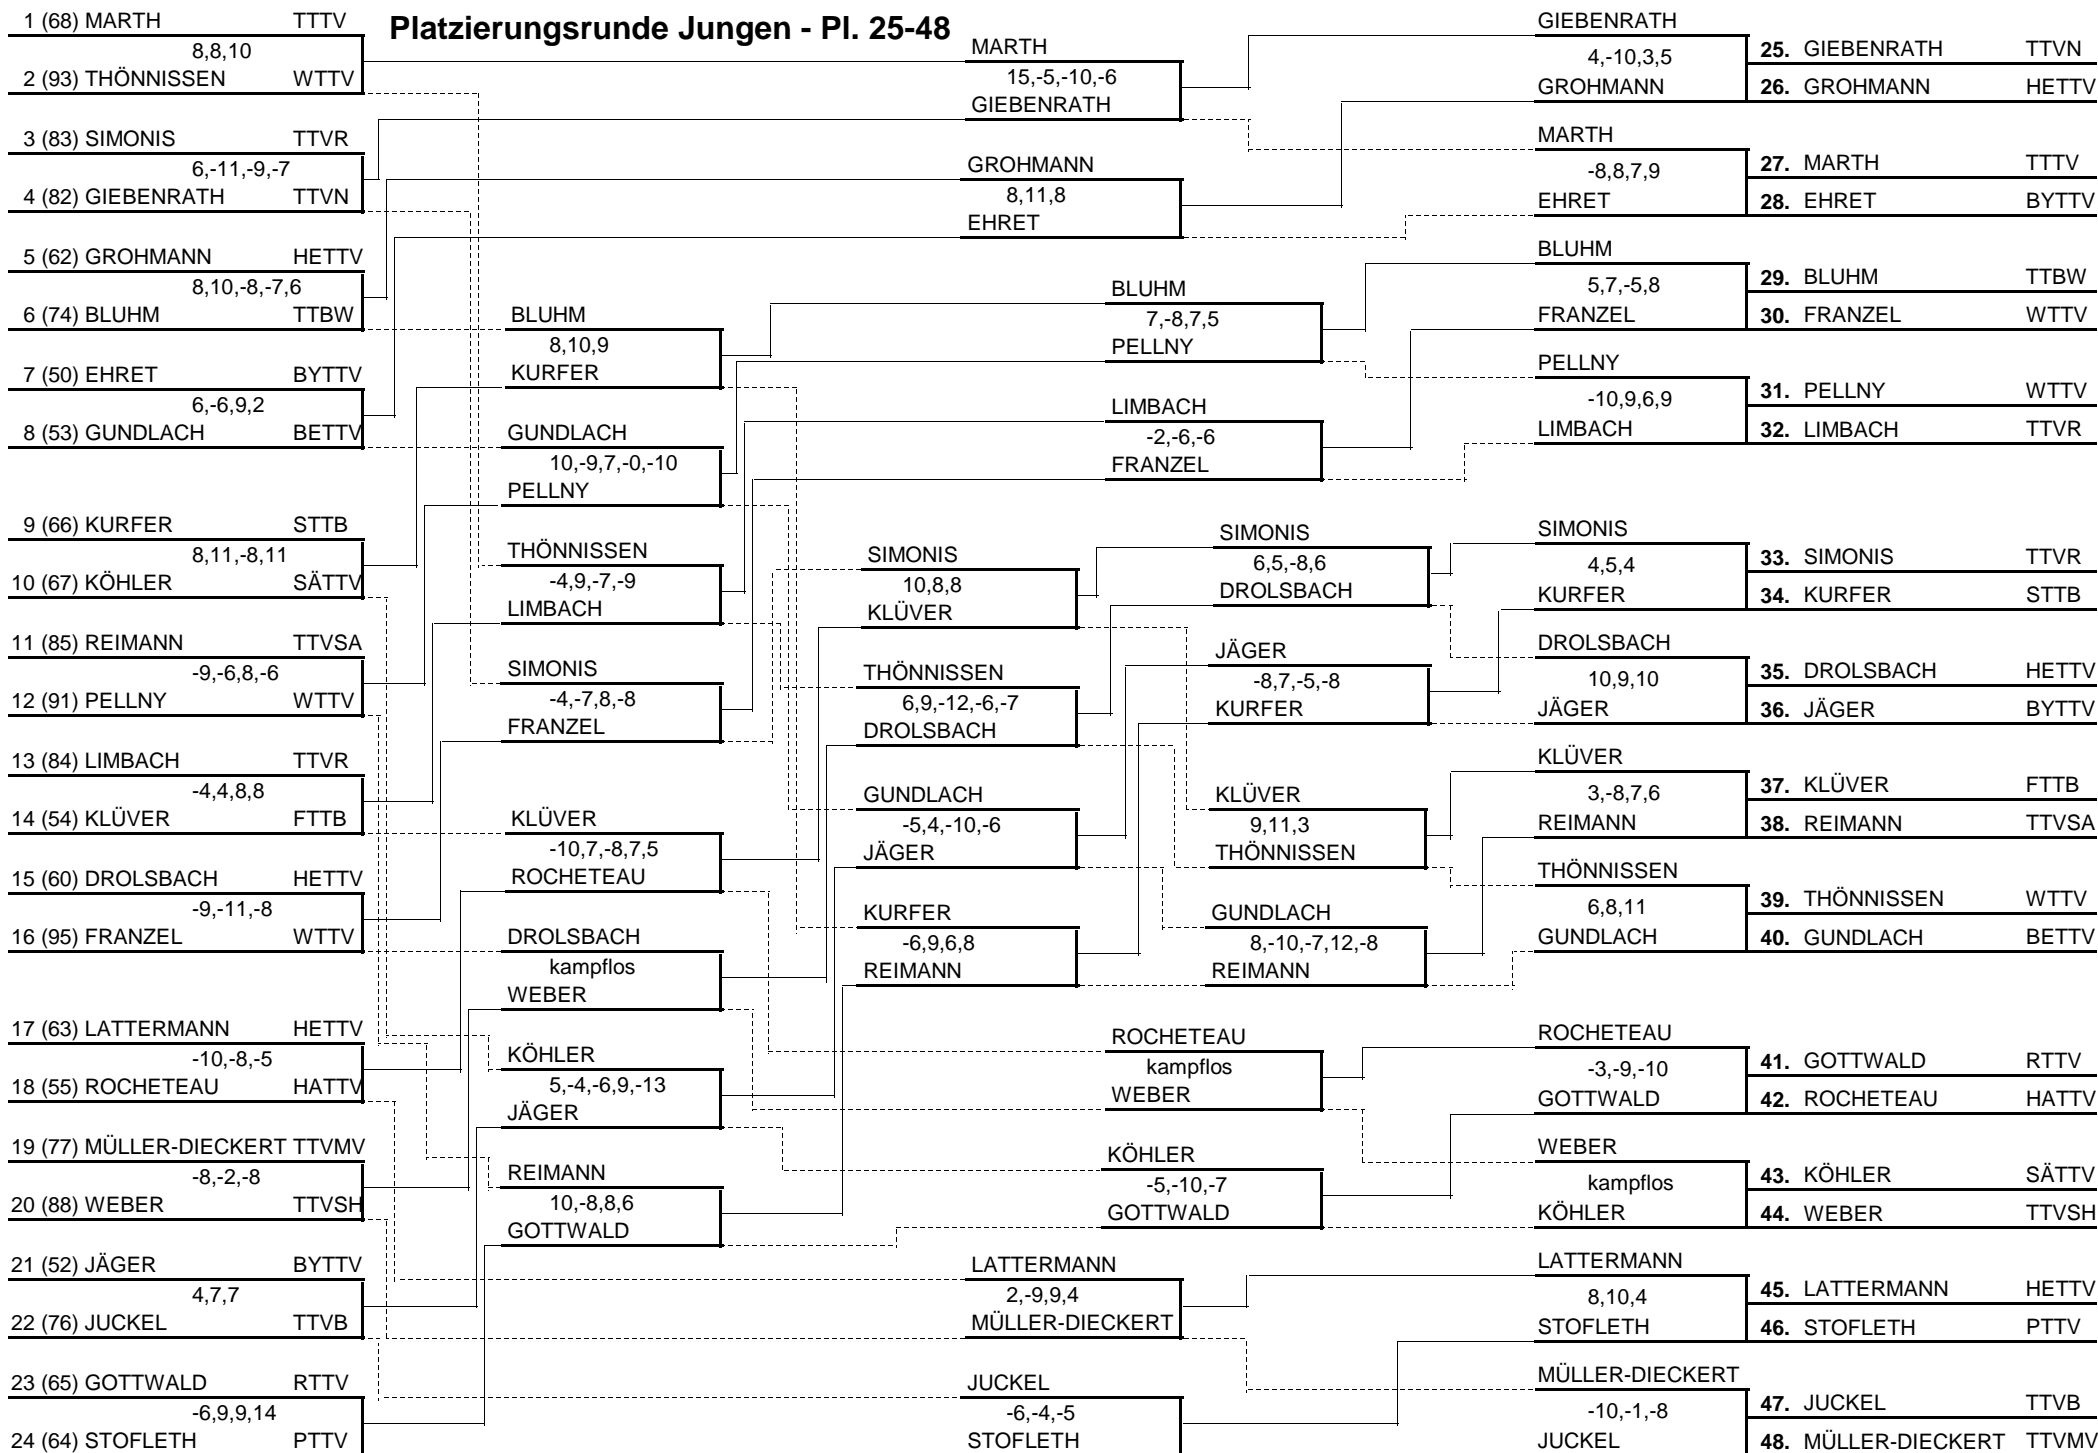 Platzierungsrunde Jungen - Pl. 25-48
1 (68) MARTH TTTV
8,8,10
2 (93) THÖNNISSEN WTTV
3 (83) SIMONIS TTVR
6,-11,-9,-7
4 (82) GIEBENRATH TTVN
5 (62) GROHMANN HETTV
8,10,-8,-7,6
6 (74) BLUHM TTBW
7 (50) EHRET BYTTV
6,-6,9,2
8 (53) GUNDLACH BETTV
9 (66) KURFER STTB
8,11,-8,11
10 (67) KÖHLER SÄTTV
11 (85) REIMANN TTVSA
-9,-6,8,-6
12 (91) PELLNY WTTV
13 (84) LIMBACH TTVR
-4,4,8,8
14 (54) KLÜVER FTTB
15 (60) DROLSBACH HETTV
-9,-11,-8
16 (95) FRANZEL WTTV
17 (63) LATTERMANN HETTV
-10,-8,-5
18 (55) ROCHETEAU HATTV
19 (77) MÜLLER-DIECKERT TTVMV
-8,-2,-8
20 (88) WEBER TTVSH
21 (52) JÄGER BYTTV
4,7,7
22 (76) JUCKEL TTVB
23 (65) GOTTWALD RTTV
-6,9,9,14
24 (64) STOFLETH PTTV
BLUHM
8,10,9
KURFER
GUNDLACH
10,-9,7,-0,-10
PELLNY
THÖNNISSEN
-4,9,-7,-9
LIMBACH
SIMONIS
-4,-7,8,-8
FRANZEL
KLÜVER
-10,7,-8,7,5
ROCHETEAU
DROLSBACH
kampflos
WEBER
KÖHLER
5,-4,-6,9,-13
JÄGER
REIMANN
10,-8,8,6
GOTTWALD
SIMONIS
10,8,8
KLÜVER
THÖNNISSEN
6,9,-12,-6,-7
DROLSBACH
GUNDLACH
-5,4,-10,-6
JÄGER
KURFER
-6,9,6,8
REIMANN
MARTH
15,-5,-10,-6
GIEBENRATH
GROHMANN
8,11,8
EHRET
BLUHM
7,-8,7,5
PELLNY
LIMBACH
-2,-6,-6
FRANZEL
SIMONIS
6,5,-8,6
DROLSBACH
JÄGER
-8,7,-5,-8
KURFER
KLÜVER
9,11,3
THÖNNISSEN
GUNDLACH
8,-10,-7,12,-8
REIMANN
ROCHETEAU
kampflos
WEBER
KÖHLER
-5,-10,-7
GOTTWALD
LATTERMANN
2,-9,9,4
MÜLLER-DIECKERT
JUCKEL
-6,-4,-5
STOFLETH
GIEBENRATH
4,-10,3,5
GROHMANN
MARTH
-8,8,7,9
EHRET
BLUHM
5,7,-5,8
FRANZEL
PELLNY
-10,9,6,9
LIMBACH
SIMONIS
4,5,4
KURFER
DROLSBACH
10,9,10
JÄGER
KLÜVER
3,-8,7,6
REIMANN
THÖNNISSEN
6,8,11
GUNDLACH
ROCHETEAU
-3,-9,-10
GOTTWALD
WEBER
kampflos
KÖHLER
LATTERMANN
8,10,4
STOFLETH
MÜLLER-DIECKERT
-10,-1,-8
JUCKEL
25. GIEBENRATH TTVN
26. GROHMANN HETTV
27. MARTH TTTV
28. EHRET BYTTV
29. BLUHM TTBW
30. FRANZEL WTTV
31. PELLNY WTTV
32. LIMBACH TTVR
33. SIMONIS TTVR
34. KURFER STTB
35. DROLSBACH HETTV
36. JÄGER BYTTV
37. KLÜVER FTTB
38. REIMANN TTVSA
39. THÖNNISSEN WTTV
40. GUNDLACH BETTV
41. GOTTWALD RTTV
42. ROCHETEAU HATTV
43. KÖHLER SÄTTV
44. WEBER TTVSH
45. LATTERMANN HETTV
46. STOFLETH PTTV
47. JUCKEL TTVB
48. MÜLLER-DIECKERT TTVMV